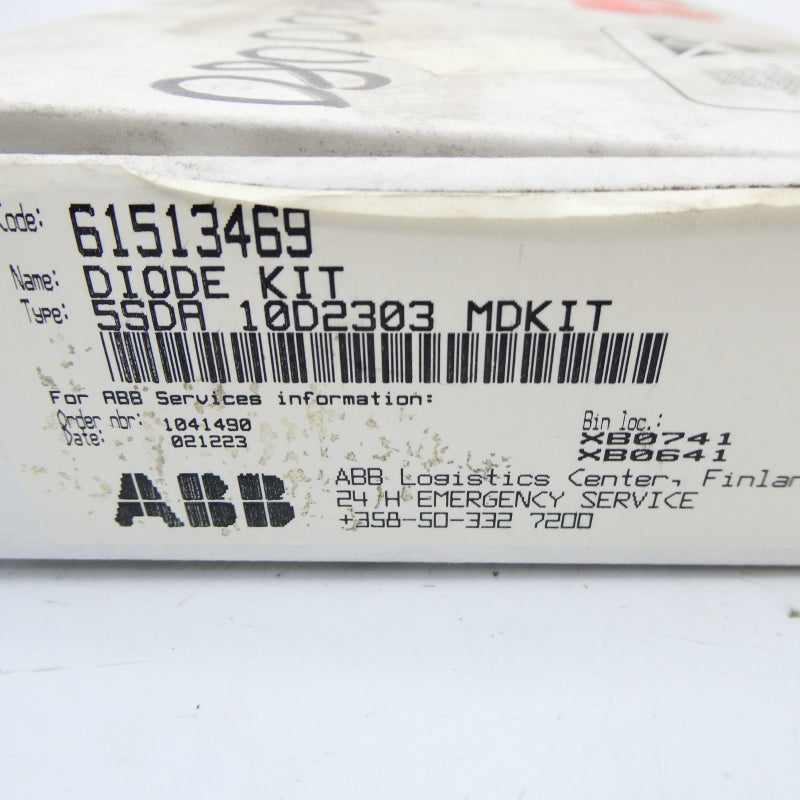 Code: 61513469
Name: DIODE KIT
Type: 5SDA 10D2303 MDKIT
For ABB Services information:
Order nbr: 1041490
Date: 021223
Bin loc.:
XB0741
XB0641
ABB
ABB Logistics Center, Finlan
24 H EMERGENCY SERVICE
+358-50-332 7200